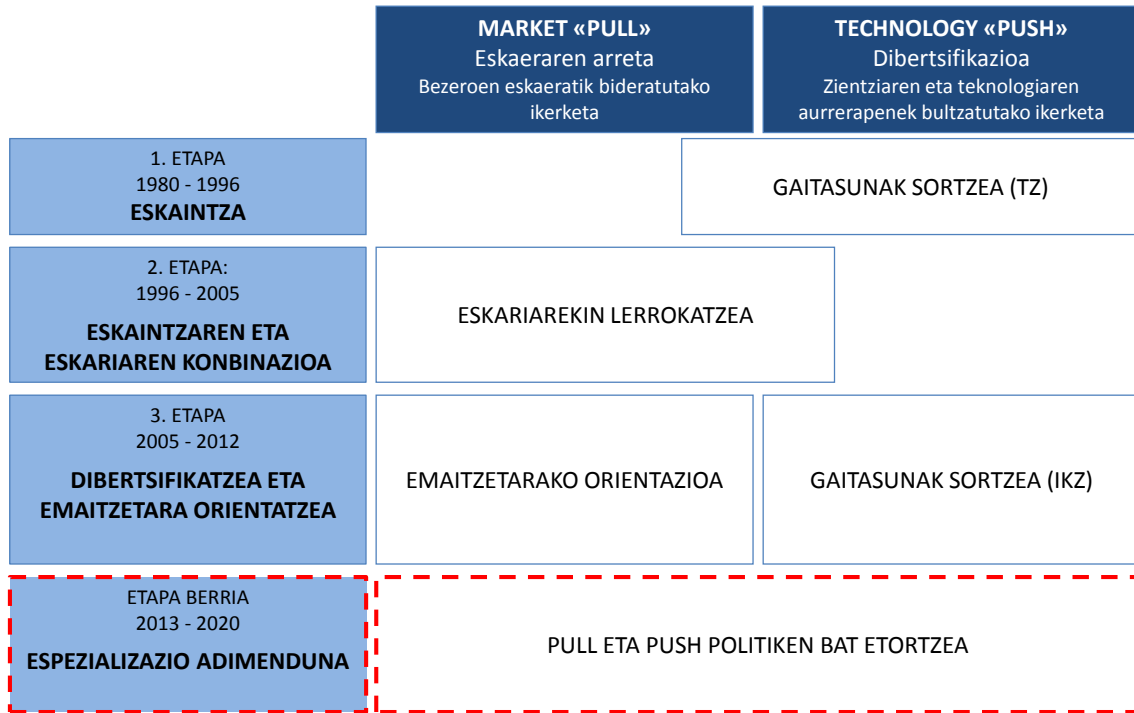 MARKET «PULL»
Eskaeraren arreta
Bezeroen eskaeratik bideratutako
ikerketa
TECHNOLOGY «PUSH»
Dibertsifikazioa
Zientziaren eta teknologiaren
aurrerapenek bultzatutako ikerketa
1. ETAPA
1980 - 1996
ESKAINTZA
GAITASUNAK SORTZEA (TZ)
2. ETAPA:
1996 - 2005
ESKAINTZAREN ETA
ESKARIAREN KONBINAZIOA
ESKARIAREKIN LERROKATZEA
3. ETAPA
2005 - 2012
DIBERTSIFIKATZEA ETA
EMAITZETARA ORIENTATZEA
EMAITZETARAKO ORIENTAZIOA
GAITASUNAK SORTZEA (IKZ)
ETAPA BERRIA
2013 - 2020
ESPEZIALIZAZIO ADIMENDUNA
PULL ETA PUSH POLITIKEN BAT ETORTZEA